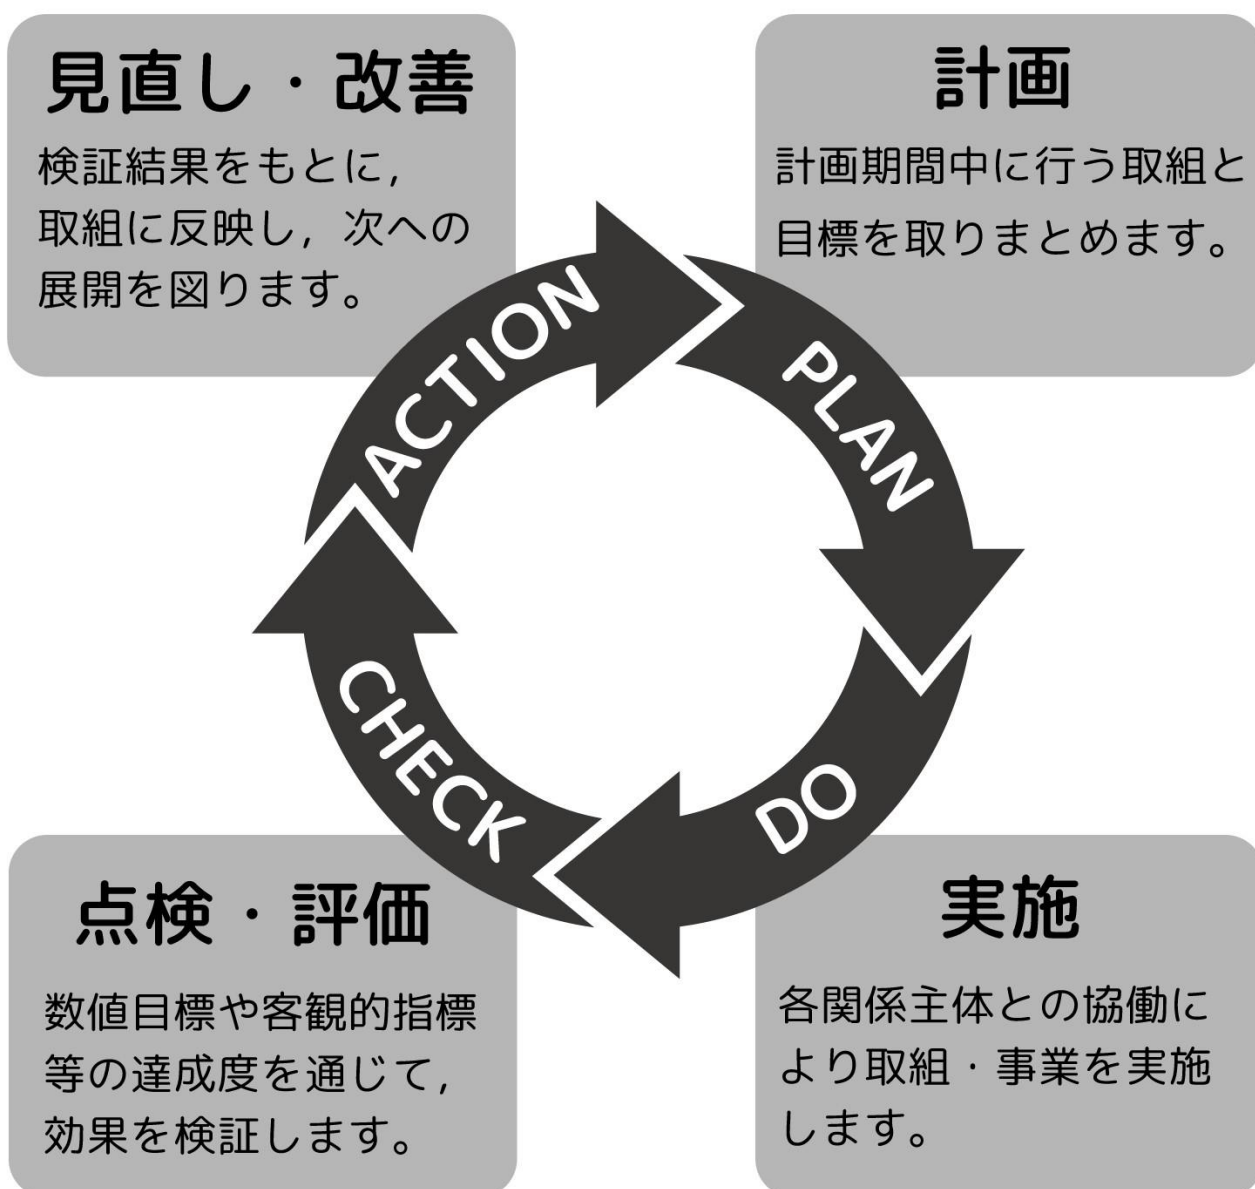 見直し・改善
検証結果をもとに，
取組に反映し，次への
展開を図ります。
計画
計画期間中に行う取組と
目標を取りまとめます。
ACTION
PLAN
CHECK
DO
点検・評価
数値目標や客観的指標
等の達成度を通じて，
効果を検証します。
実施
各関係主体との協働に
より取組・事業を実施
します。